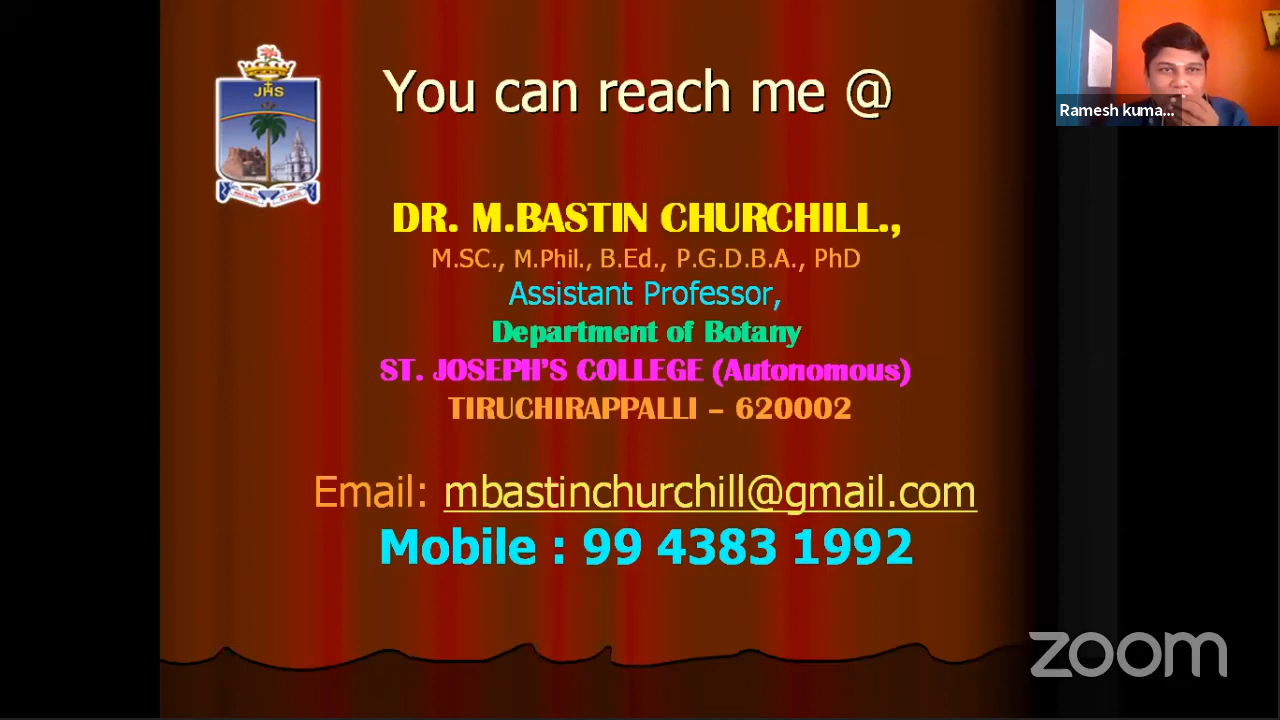 You can reach me @
JHS
DR. M.BASTIN CHURCHILL.,
M.SC., M.Phil., B.Ed., P.G.D.B.A., PhD
Assistant Professor,
Department of Botany
ST. JOSEPH'S COLLEGE (Autonomous)
TIRUCHIRAPPALLI – 620002
Email: mbastinchurchill@gmail.com
Mobile : 99 4383 1992
Ramesh kuma...
zoom